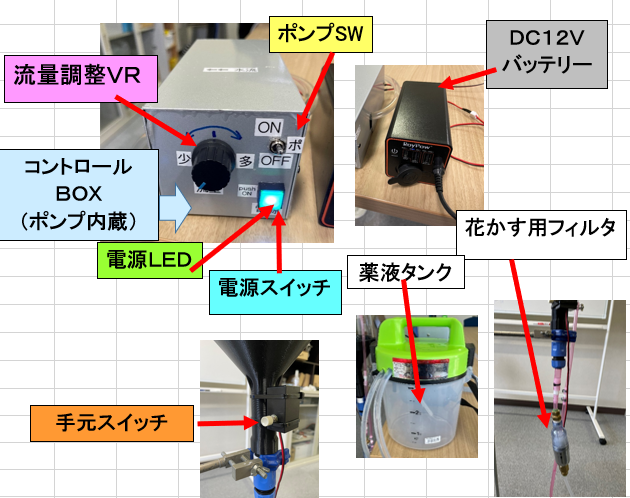 ポンプSW
DC12V
バッテリー
流量調整VR
ON
ポ
RoyPow
少
多
OFF
コントロール
BOX
(ポンプ内蔵)
push
ON
花かす用フィルタ
電源LED
薬液タンク
電源スイッチ
手元スイッチ